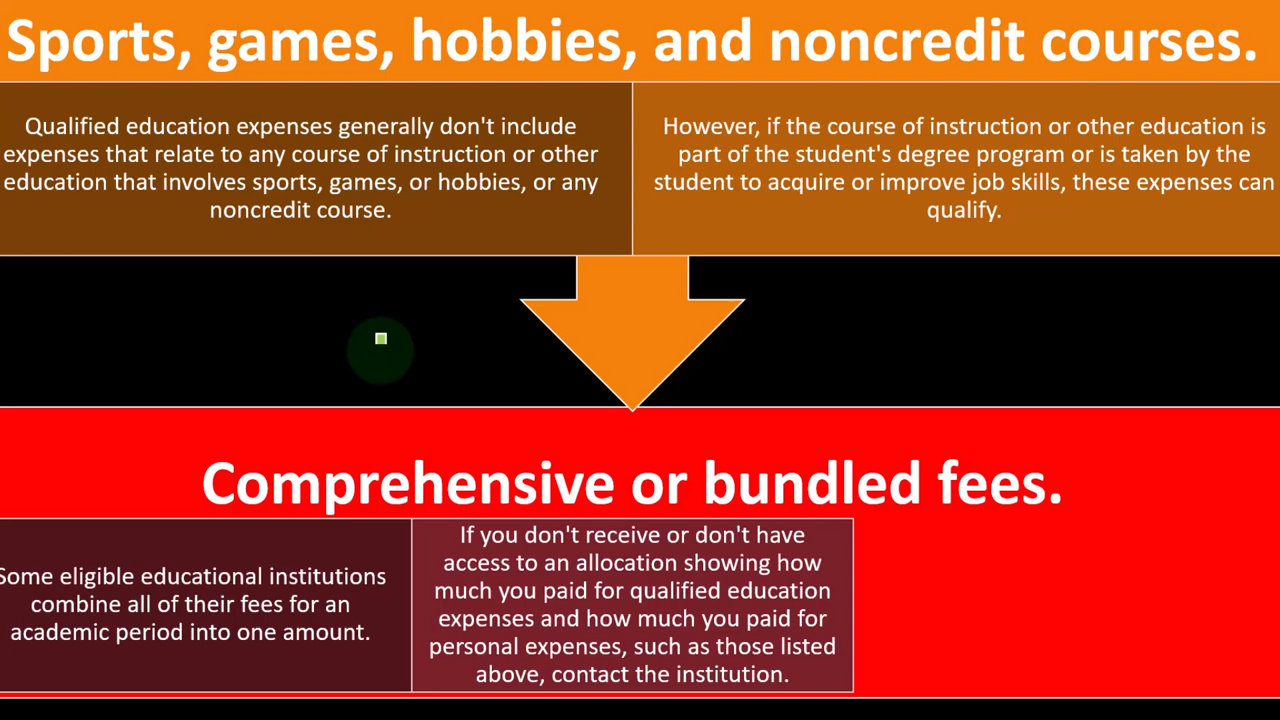 Sports, games, hobbies, and noncredit courses.
Qualified education expenses generally don't include
expenses that relate to any course of instruction or other
education that involves sports, games, or hobbies, or any
noncredit course.
However, if the course of instruction or other education is
part of the student's degree program or is taken by the
student to acquire or improve job skills, these expenses can
qualify.
Comprehensive or bundled fees.
Some eligible educational institutions
combine all of their fees for an
academic period into one amount.
If you don't receive or don't have
access to an allocation showing how
much you paid for qualified education
expenses and how much you paid for
personal expenses, such as those listed
above, contact the institution.